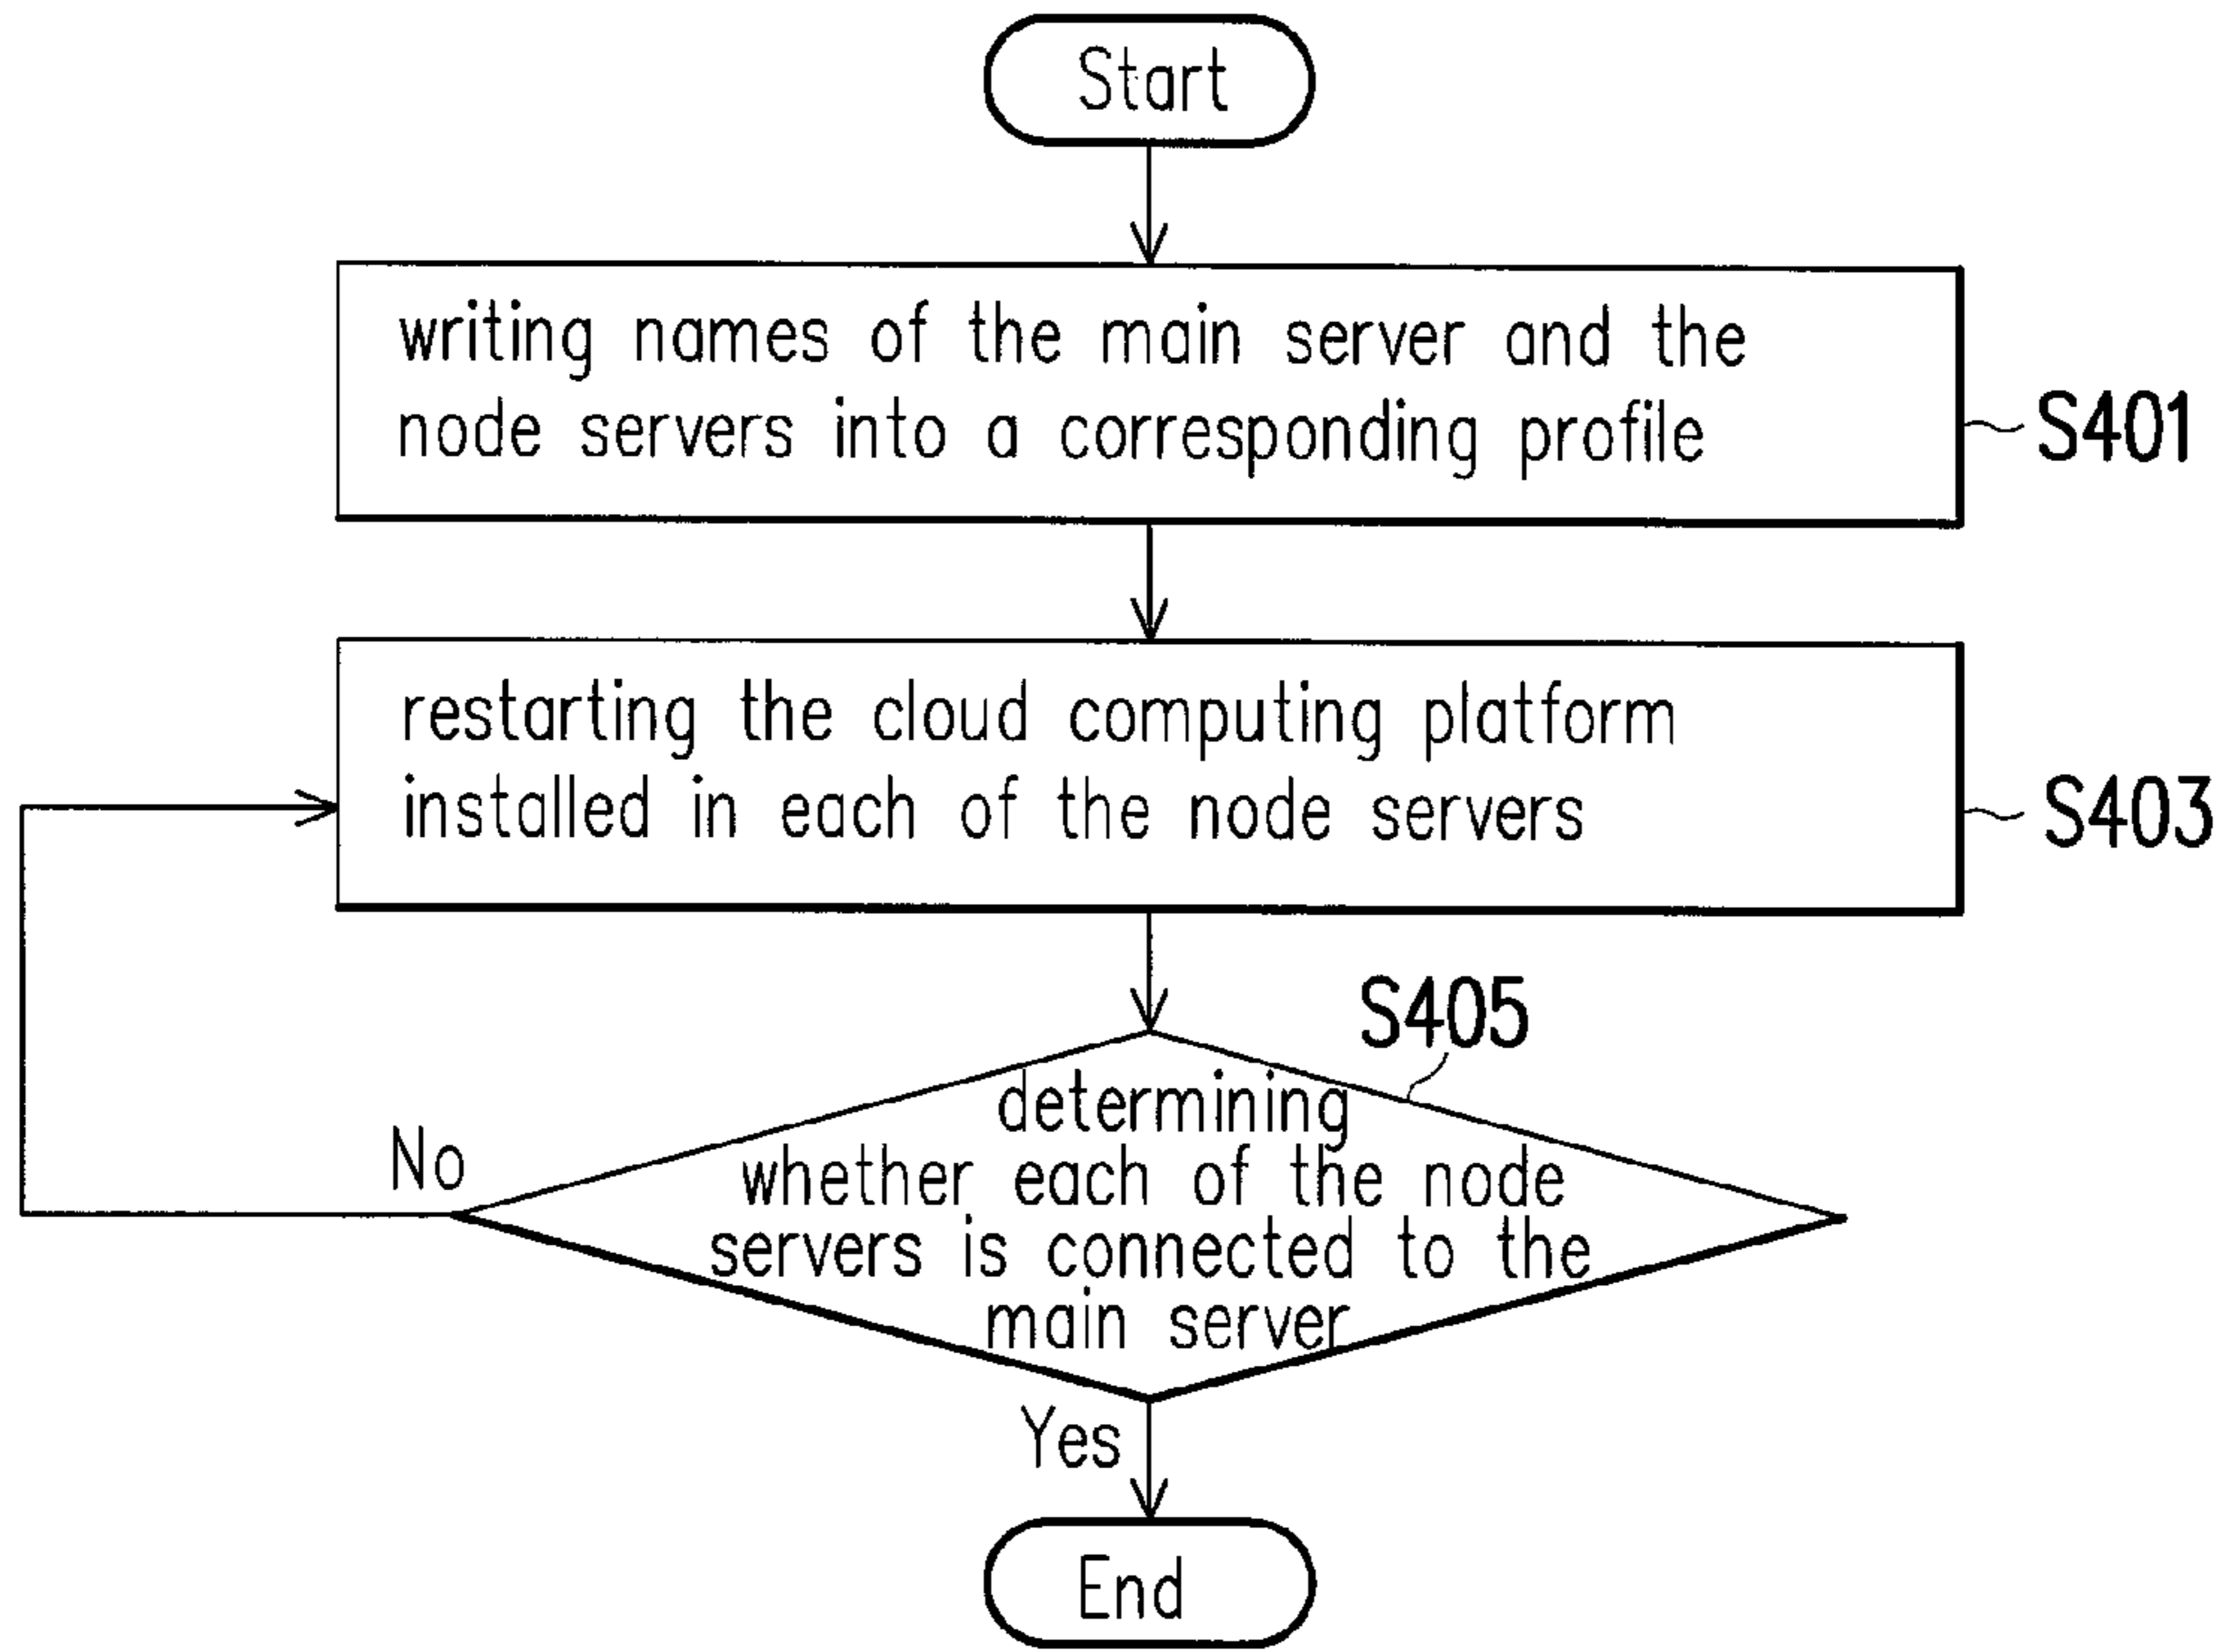 Start
writing names of the main server and the
node servers into a corresponding profile
S401
restarting the cloud computing platform
installed in each of the node servers
S403
S405
determining
whether each of the node
servers is connected to the
main server
No
Yes
End